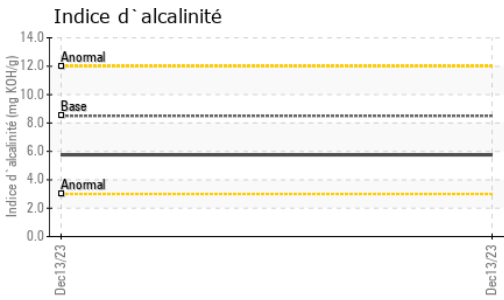 Indice d`alcalinité
Indice d`alcalinité (mg KOH/g)
14.0
12.0
10.0
8.0
6.0
4.0
2.0
0.0
Anormal
Base
Anormal
Dec13/23
Dec13/23